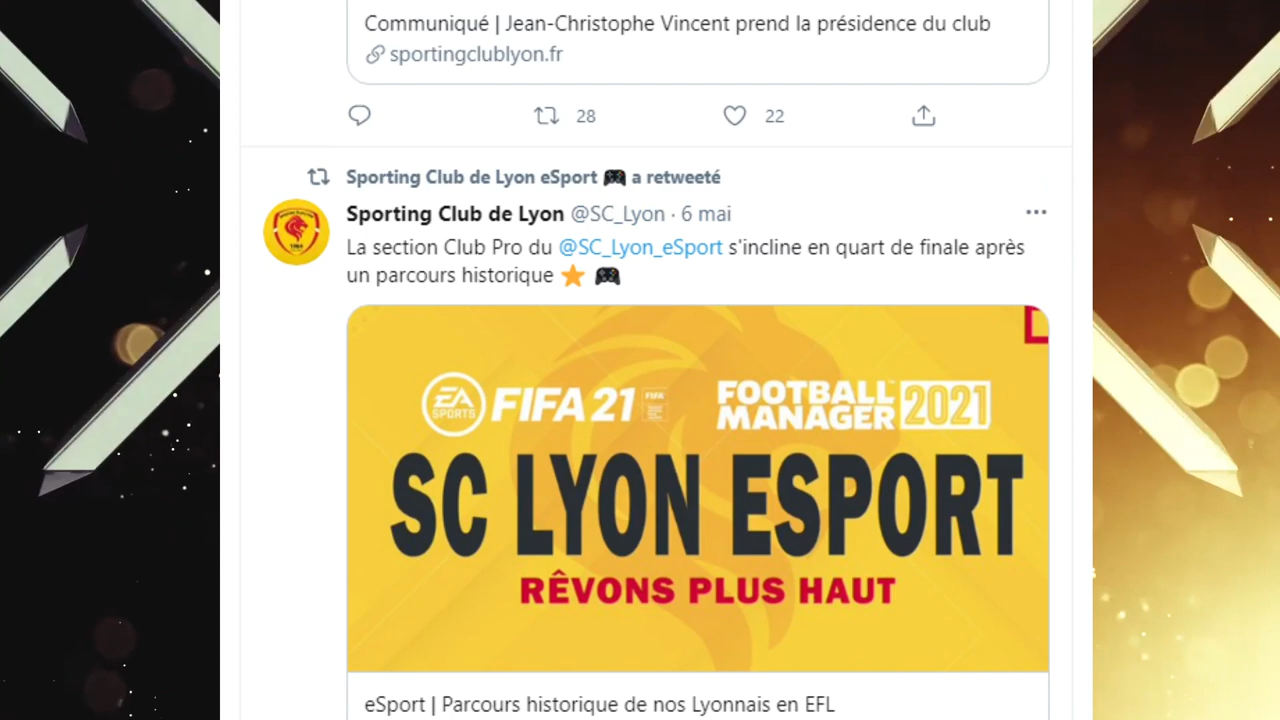 Communiqué | Jean-Christophe Vincent prend la présidence du club
sportingclublyon.fr
28
22
Sporting Club de Lyon eSport 🎮 a retweeté
Sporting Club de Lyon @SC_Lyon · 6 mai
La section Club Pro du @SC_Lyon_eSport s'incline en quart de finale après
un parcours historique ⭐ 🎮
EA SPORTS FIFA 21 FIFA
FOOTBALL MANAGER 2021
SC LYON ESPORT
RÊVONS PLUS HAUT
eSport | Parcours historique de nos Lyonnais en EFL